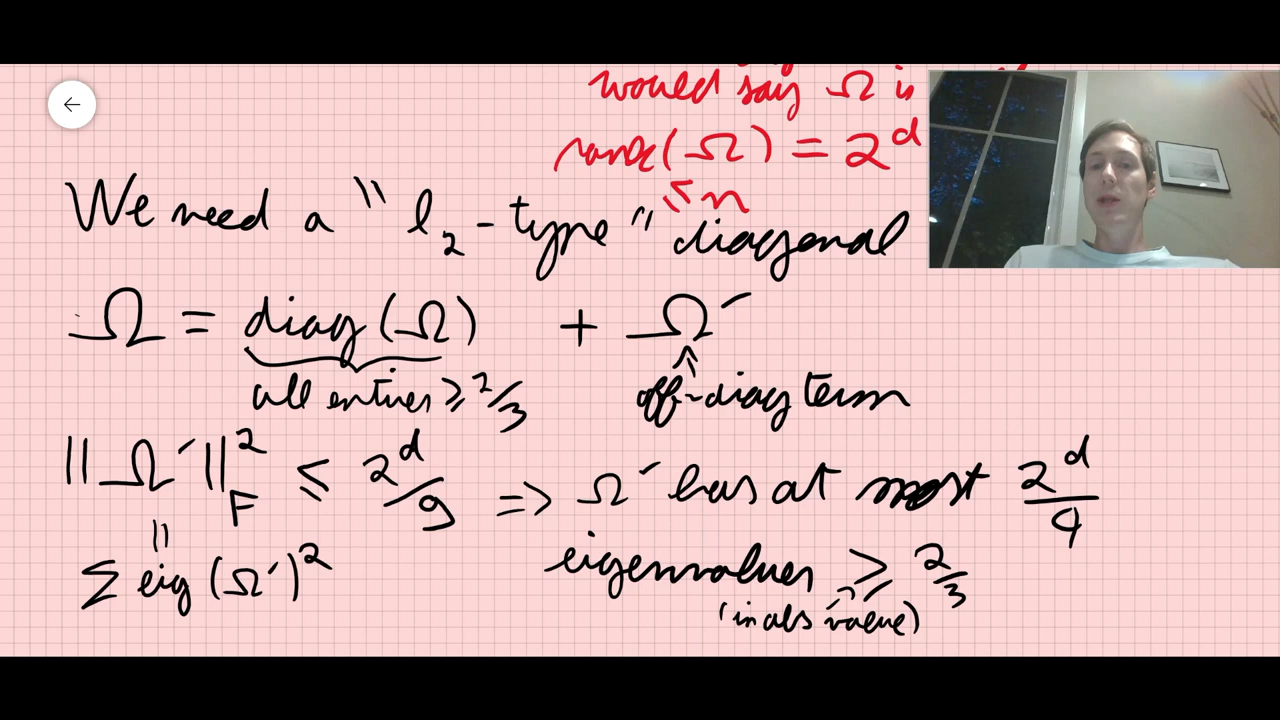 would say Ω is
rank(Ω) = 2^d
≤ n
We need a "l_2-type" diagonal
Ω = diag(Ω) + Ω′
all entries ≥ 2/3
off-diag term
||Ω′||_F^2 ≤ 2^d/9 => Ω′ has at most 2^d/4
||
Σ eig(Ω′)^2
eigenvalues ≥ 2/3
(in abs value)